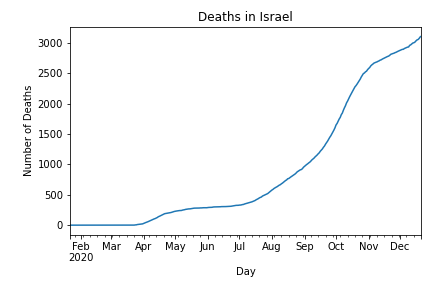 Deaths in Israel
Number of Deaths
3000
2500
2000
1500
1000
500
0
Feb
2020
Mar
Apr
May
Jun
Jul
Aug
Sep
Oct
Nov
Dec
Day